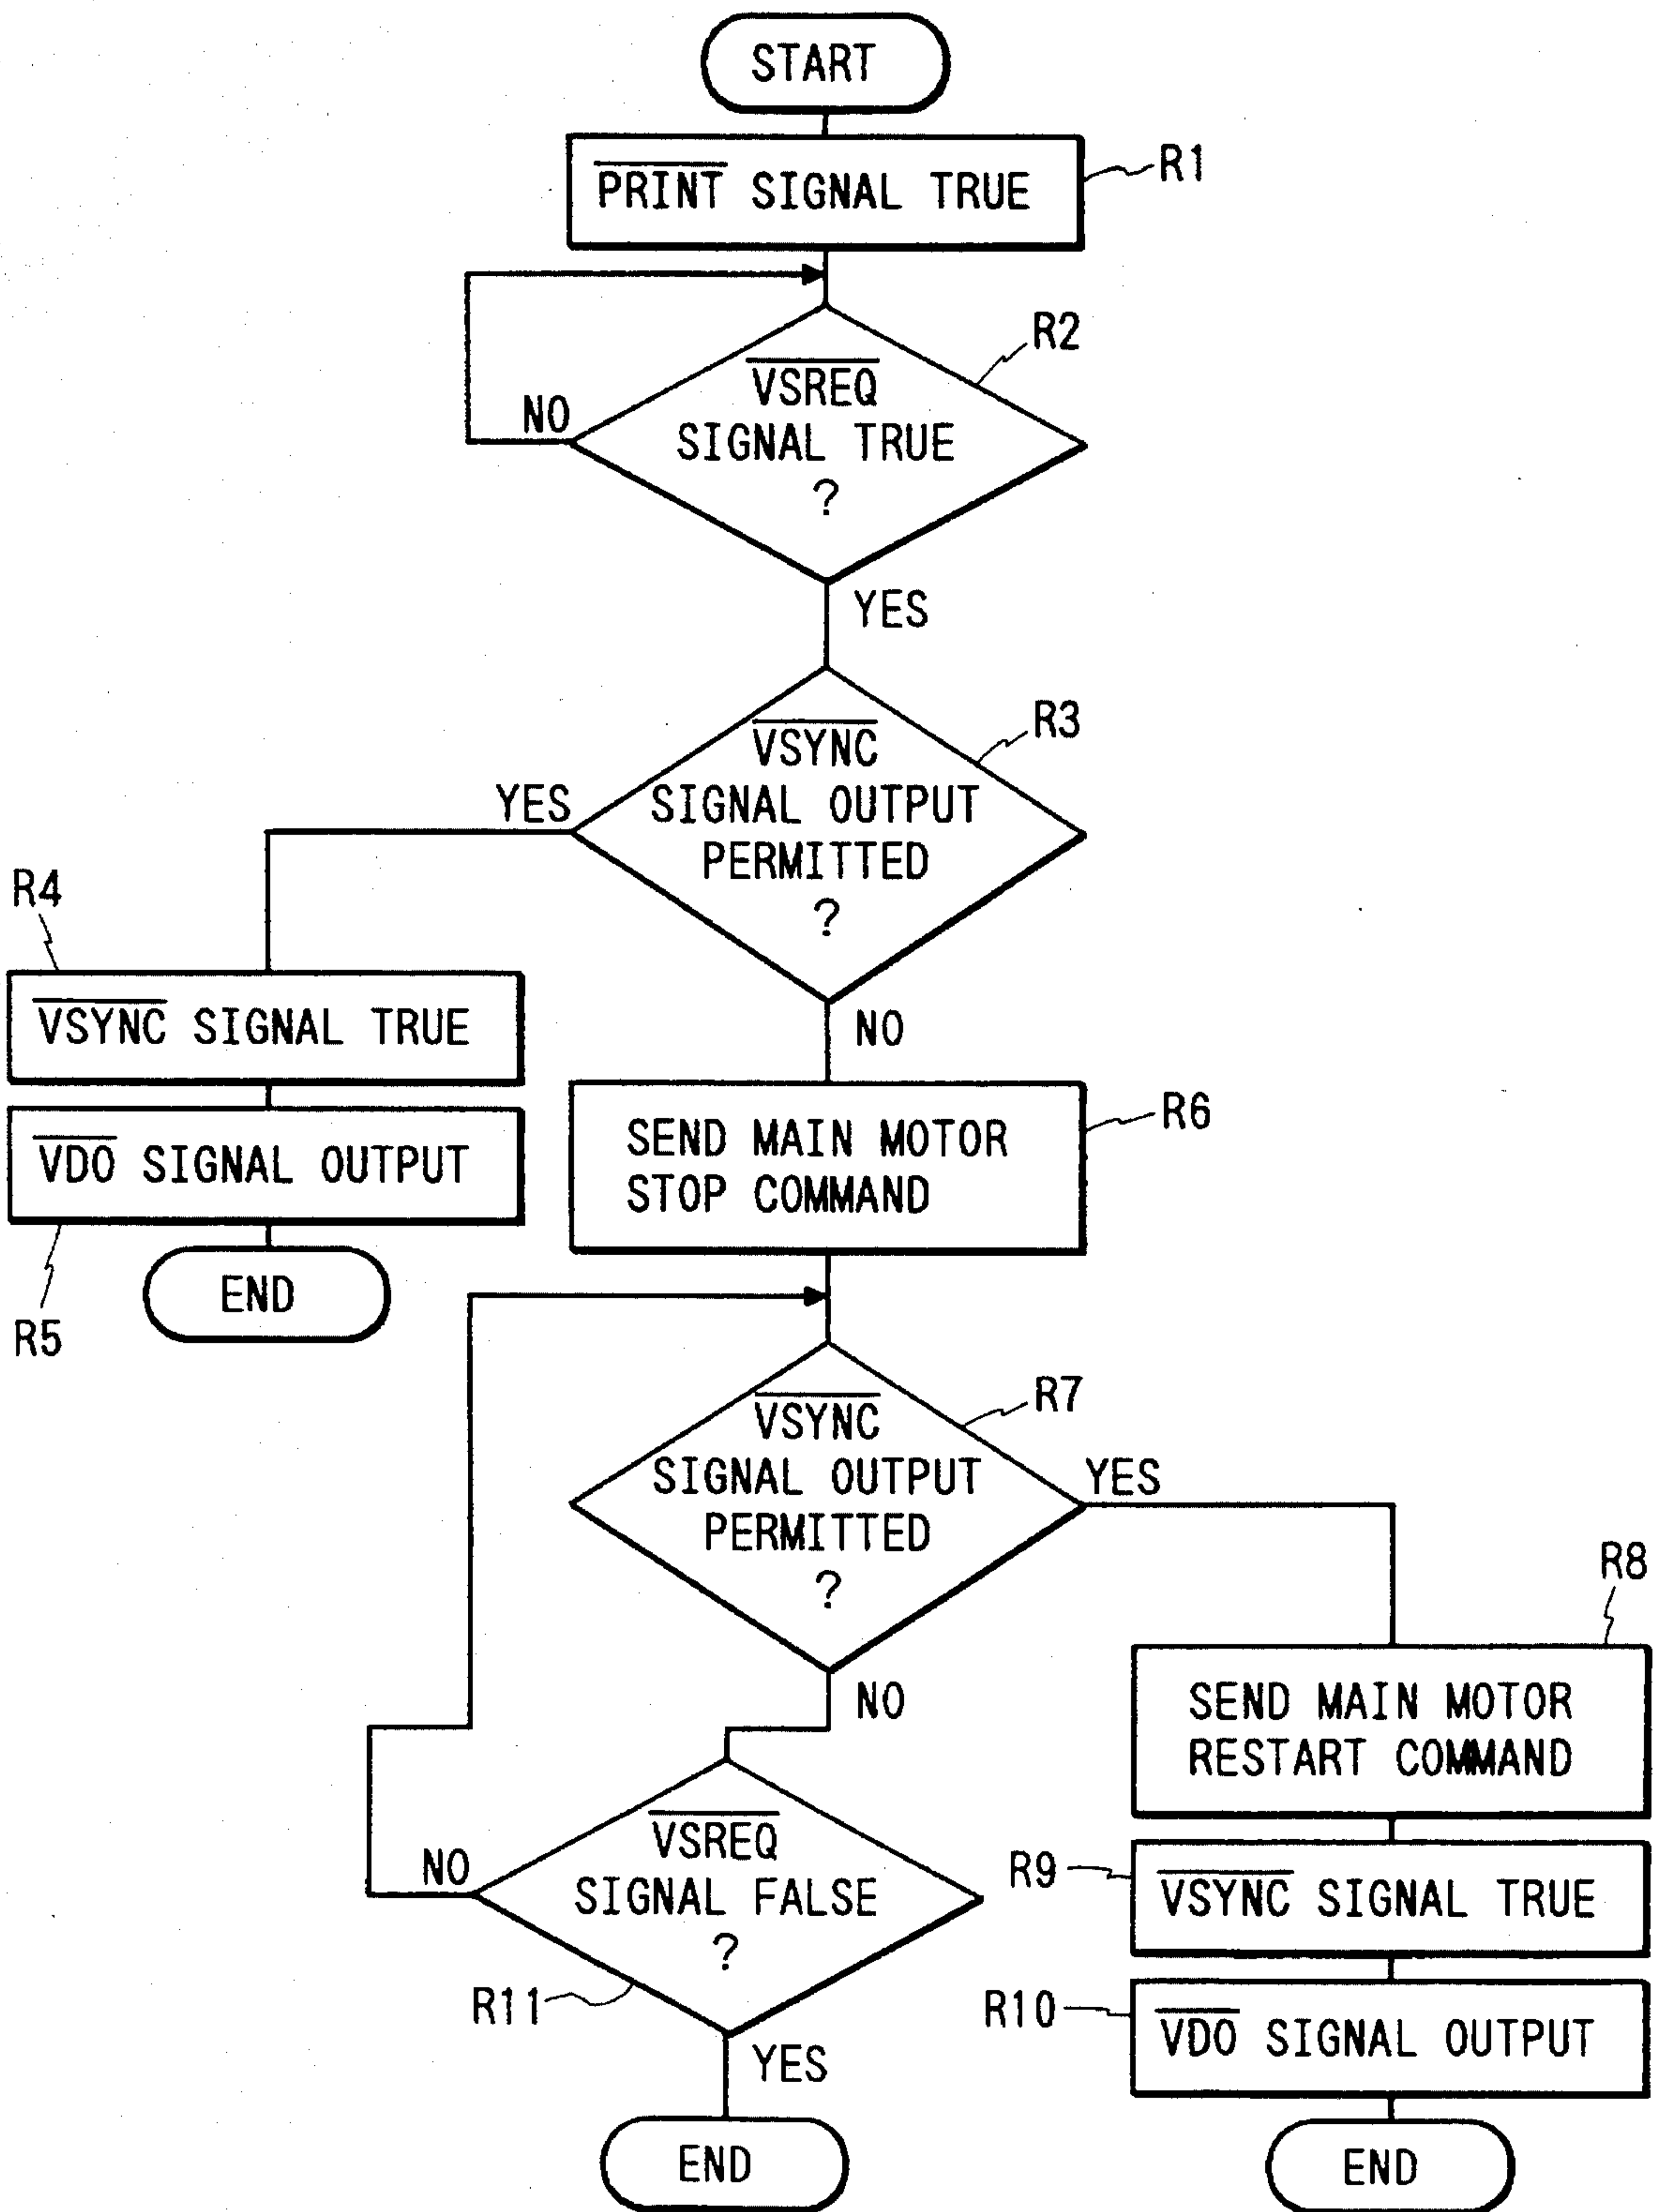 START
PRINT SIGNAL TRUE
R1
R2
VSREQ
SIGNAL TRUE
?
NO
YES
R3
VSYNC
SIGNAL OUTPUT
PERMITTED
?
YES
NO
R4
VSYNC SIGNAL TRUE
VDO SIGNAL OUTPUT
R5
END
SEND MAIN MOTOR
STOP COMMAND
R6
R7
VSYNC
SIGNAL OUTPUT
PERMITTED
?
YES
NO
R8
SEND MAIN MOTOR
RESTART COMMAND
R9
VSYNC SIGNAL TRUE
R10
VDO SIGNAL OUTPUT
END
VSREQ
SIGNAL FALSE
?
NO
R11
YES
END